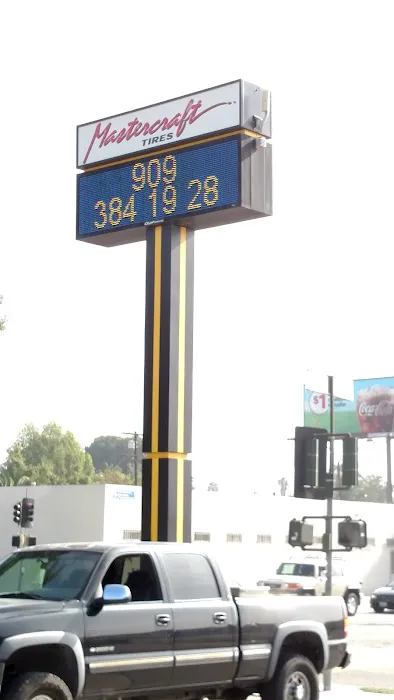 Mastercraft
TIRES
909
384 19 28
$1
Coca-Cola